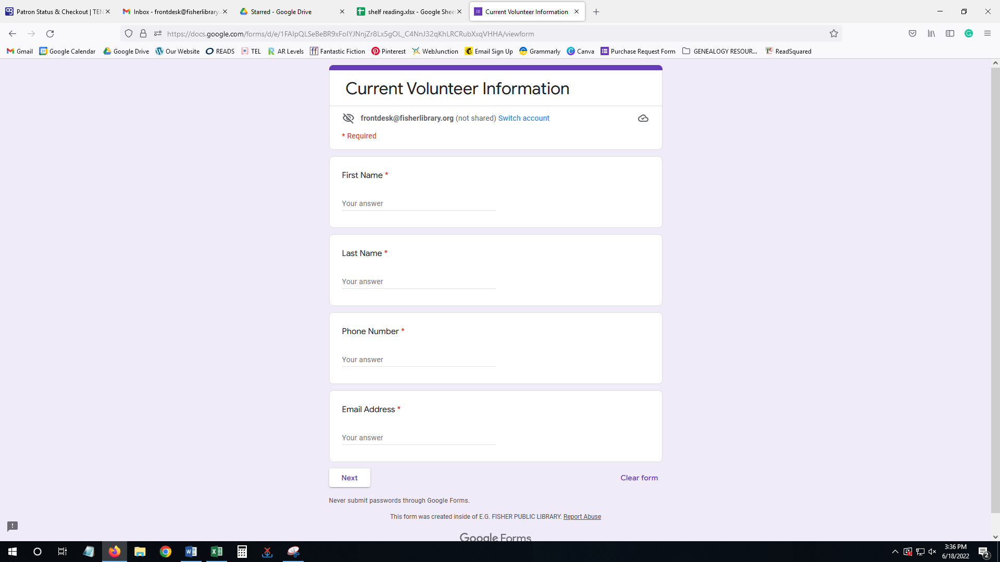 Patron Status & Checkout | TEN
Inbox - frontdesk@fisherlibrary.
Starred - Google Drive
shelf reading.xlsx - Google Shee
Current Volunteer Information
https://docs.google.com/forms/d/e/1FAIpQLSeBeBR9xFoIYJNnjZr8Lx5gOL_C4NnJ32qKhLRCRubXxqVHHA/viewform
Gmail
31 Google Calendar
Google Drive
Our Website
READS
TEL
R AR Levels
ff Fantastic Fiction
Pinterest
WebJunction
Email Sign Up
Grammarly
Canva
Purchase Request Form
GENEALOGY RESOUR...
ReadSquared
Current Volunteer Information
frontdesk@fisherlibrary.org (not shared) Switch account
* Required
First Name *
Your answer
Last Name *
Your answer
Phone Number *
Your answer
Email Address *
Your answer
Next
Clear form
Never submit passwords through Google Forms.
This form was created inside of E.G. FISHER PUBLIC LIBRARY. Report Abuse
Google Forms
3:36 PM
6/18/2022
2